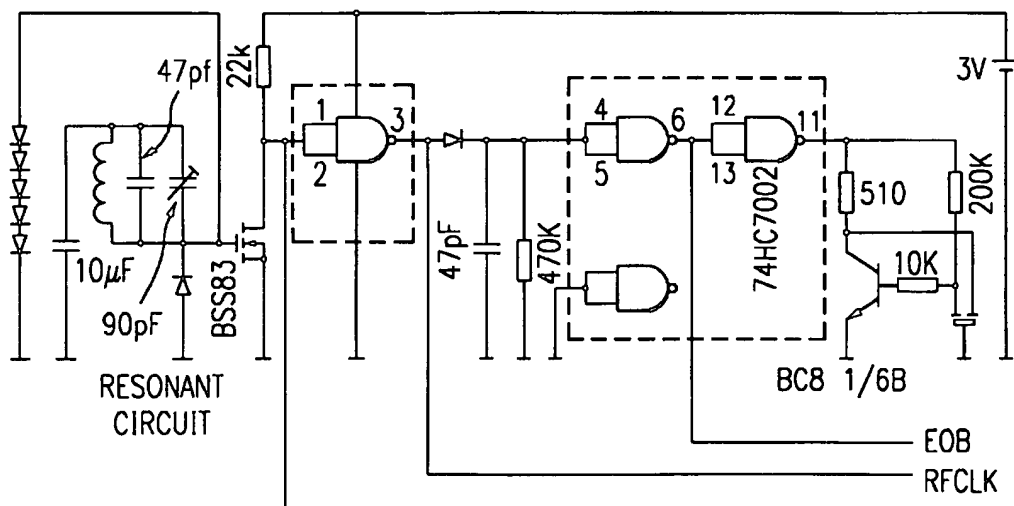 47pf
22k
3V
1
2
3
4
5
6
12
13
11
74HC7002
510
200K
10K
10µF
90pF
BSS83
47pF
470K
RESONANT
CIRCUIT
BC8 1/6B
EOB
RFCLK